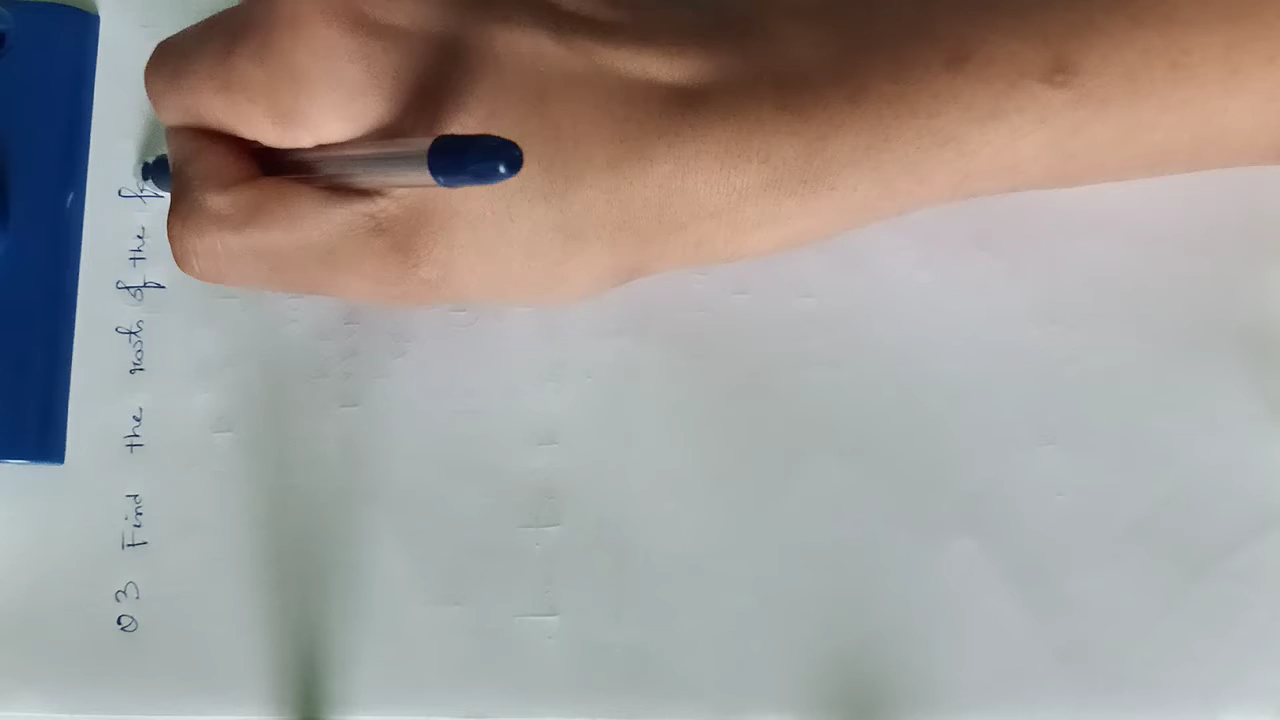 Q3 Find the roots of the